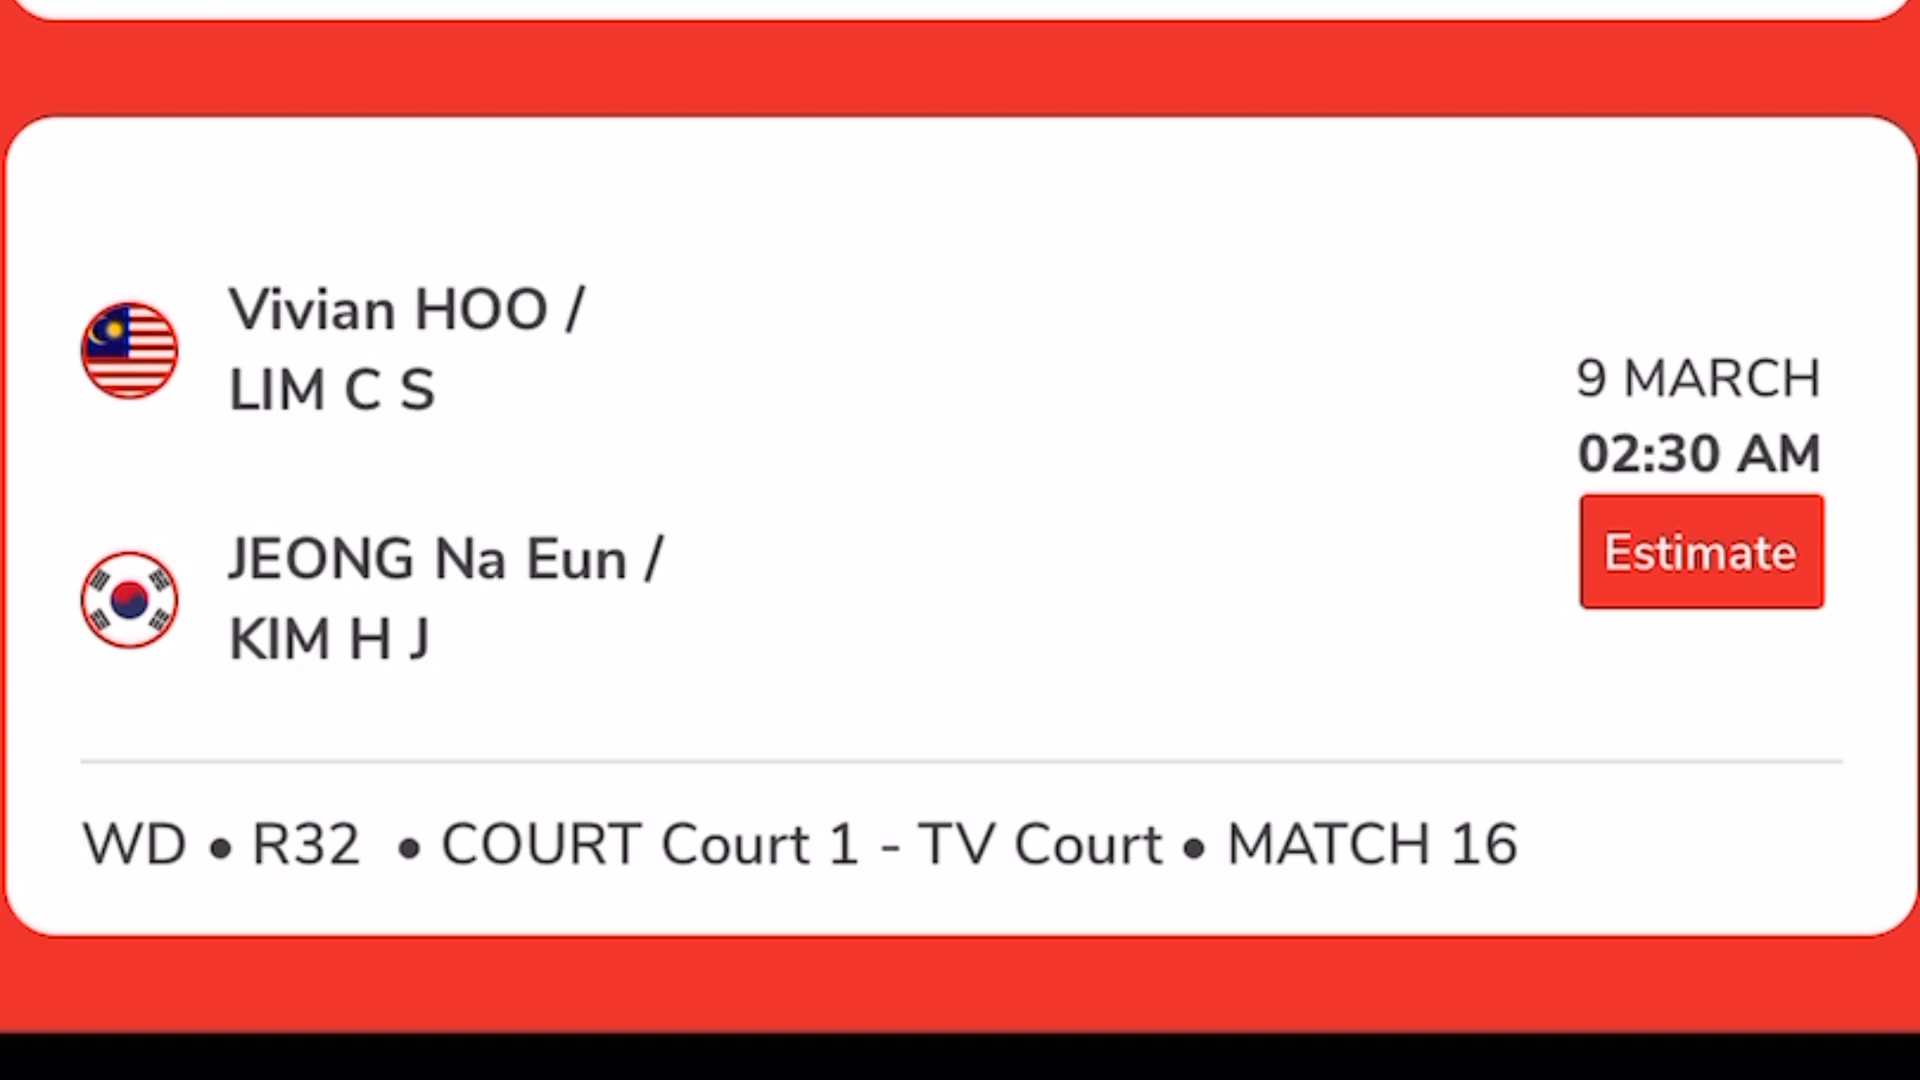 Vivian HOO /
LIM C S
9 MARCH
02:30 AM
Estimate
JEONG Na Eun /
KIM H J
WD • R32 • COURT Court 1 - TV Court • MATCH 16